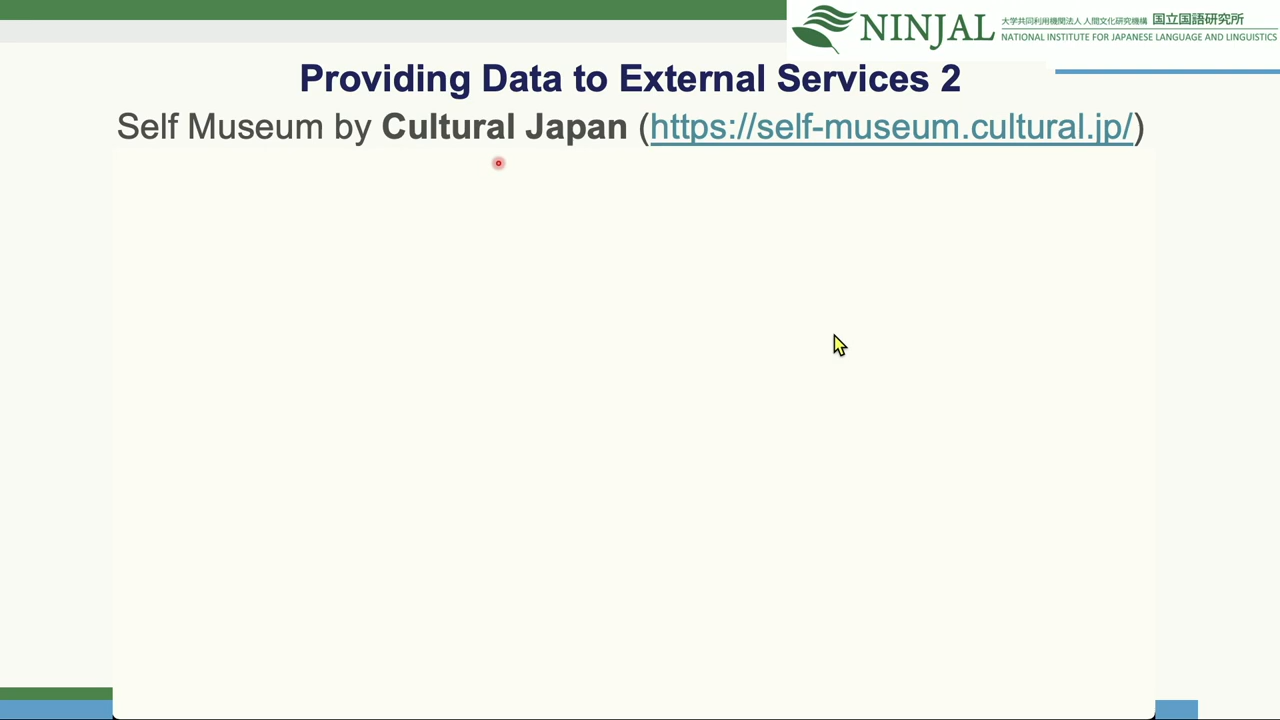 NINJAL
大学共同利用機関法人 人間文化研究機構 国立国語研究所
NATIONAL INSTITUTE FOR JAPANESE LANGUAGE AND LINGUISTICS
Providing Data to External Services 2
Self Museum by Cultural Japan (https://self-museum.cultural.jp/)